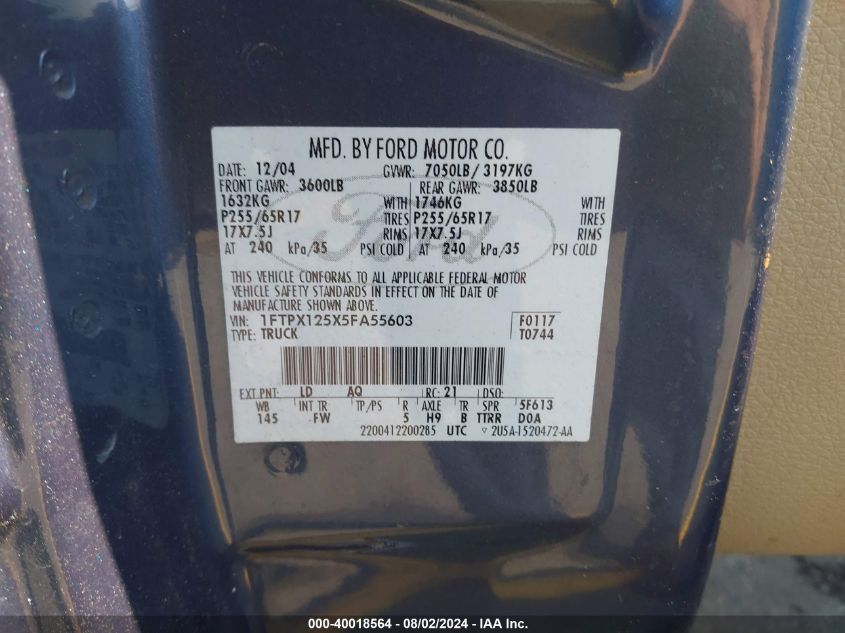 MFD. BY FORD MOTOR CO.
DATE: 12/04 GVWR: 7050LB/ 3197KG
FRONT GAWR: 3600LB REAR GAWR: 3850LB
1632KG WITH 1746KG WITH
P255/65R17 TIRES P255/65R17 TIRES
17X7.5J RIMS 17X7.5J RIMS
AT 240 kPa/35 PSI COLD AT 240 kPa/35 PSI COLD
Ford
THIS VEHICLE CONFORMS TO ALL APPLICABLE FEDERAL MOTOR
VEHICLE SAFETY STANDARDS IN EFFECT ON THE DATE OF
MANUFACTURE SHOWN ABOVE.
VIN: 1FTPX125X5FA55603 F0117
TYPE: TRUCK T0744
EXT PNT: LD AQ RC: 21 DSO:
WB INT TR TP/PS R AXLE TR SPR 5F613
145 FW 5 H9 B TTRR D0A
2200412200285 UTC ▽ 2U5A-1520472-AA
000-40018564 - 08/02/2024 - IAA Inc.